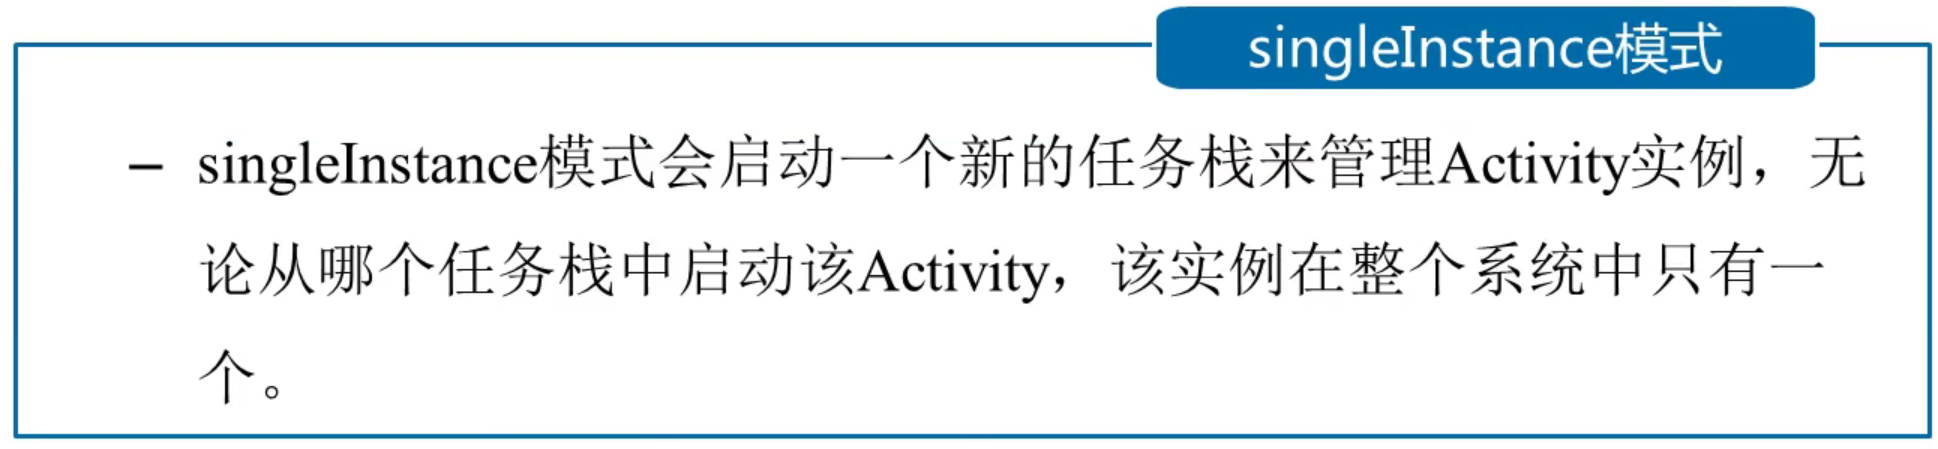 singleInstance模式
– singleInstance模式会启动一个新的任务栈来管理Activity实例，无
论从哪个任务栈中启动该Activity，该实例在整个系统中只有一
个。